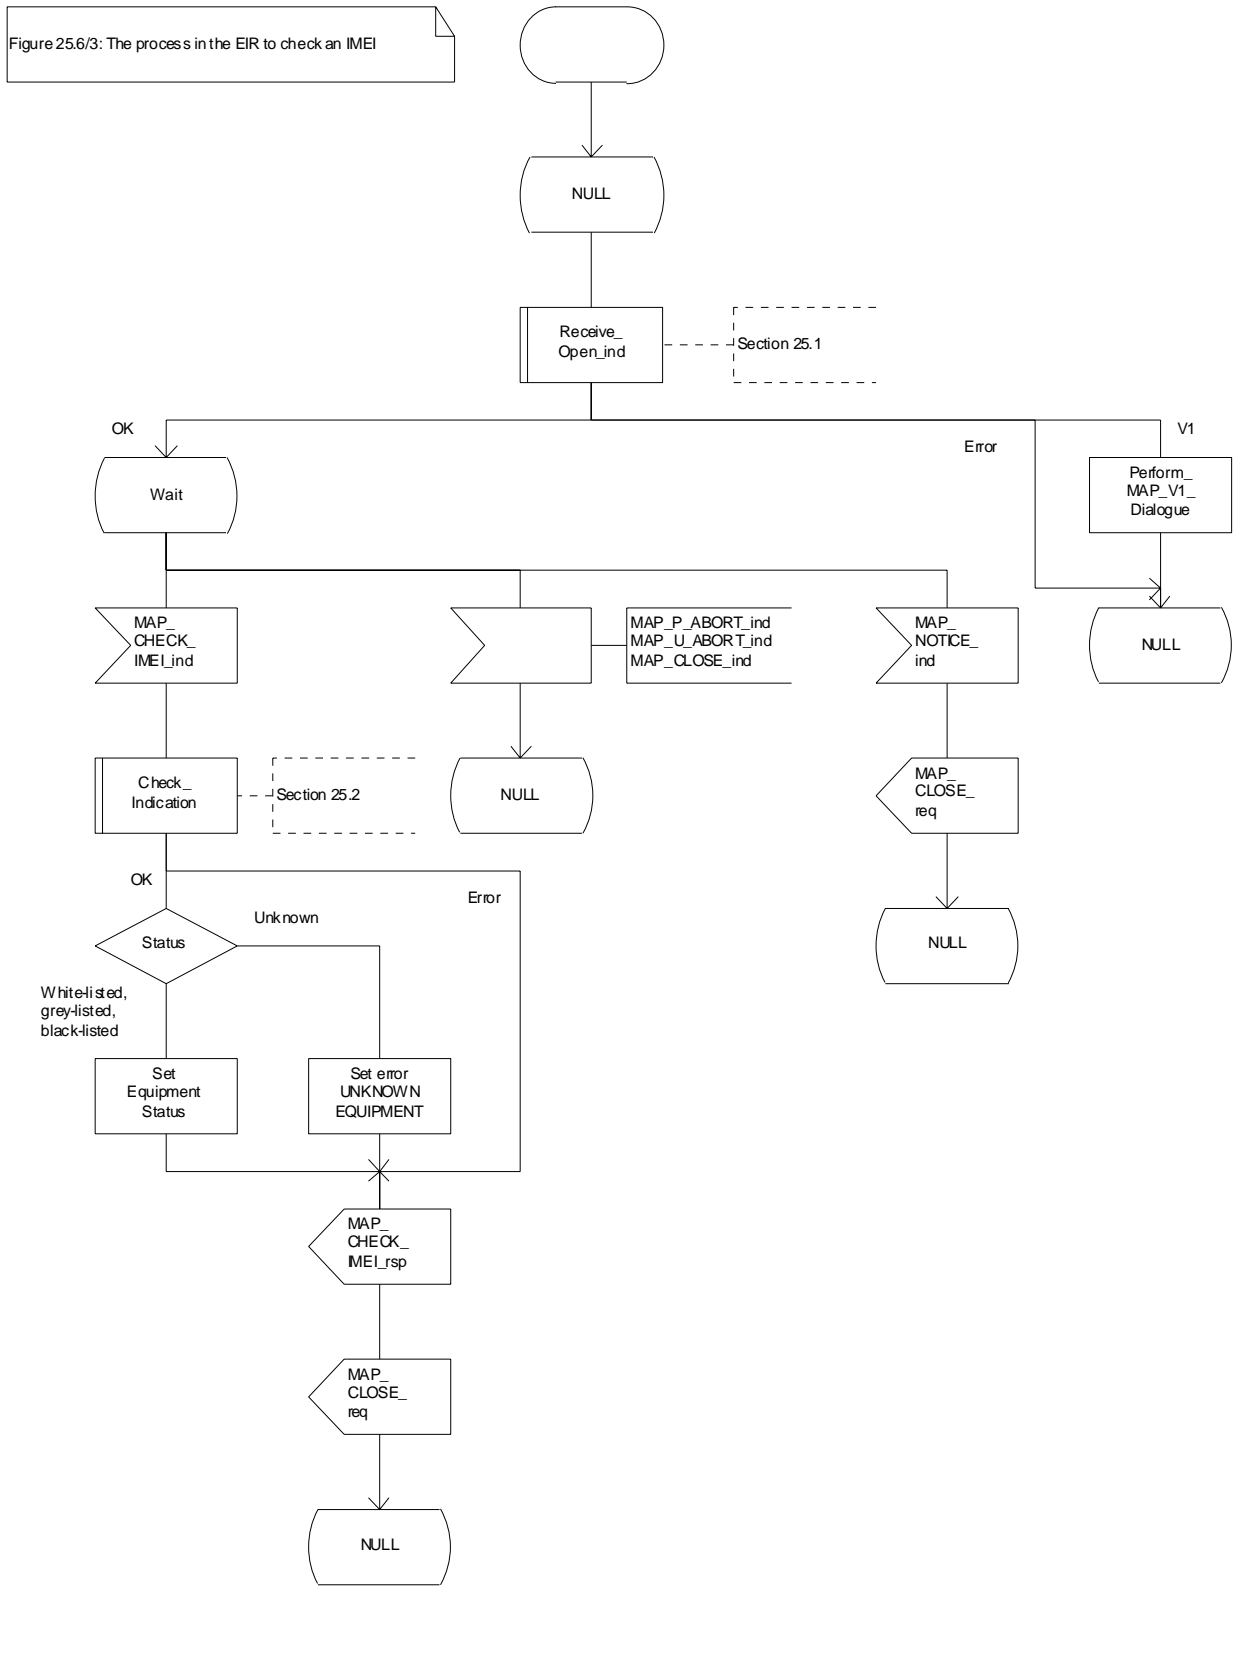 Figure 25.6/3: The process in the EIR to check an IMEI
NULL
Receive_
Open_ind
Section 25.1
OK
Error
V1
Wait
Perform_
MAP_V1_
Dialogue
MAP_
CHECK_
IMEI_ind
MAP_P_ABORT_ind
MAP_U_ABORT_ind
MAP_CLOSE_ind
MAP_
NOTICE_
ind
NULL
Check_
Indication
Section 25.2
NULL
MAP_
CLOSE_
req
OK
Error
Unknown
Status
NULL
White-listed,
grey-listed,
black-listed
Set
Equipment
Status
Set error
UNKNOWN
EQUIPMENT
MAP_
CHECK_
IMEI_rsp
MAP_
CLOSE_
req
NULL